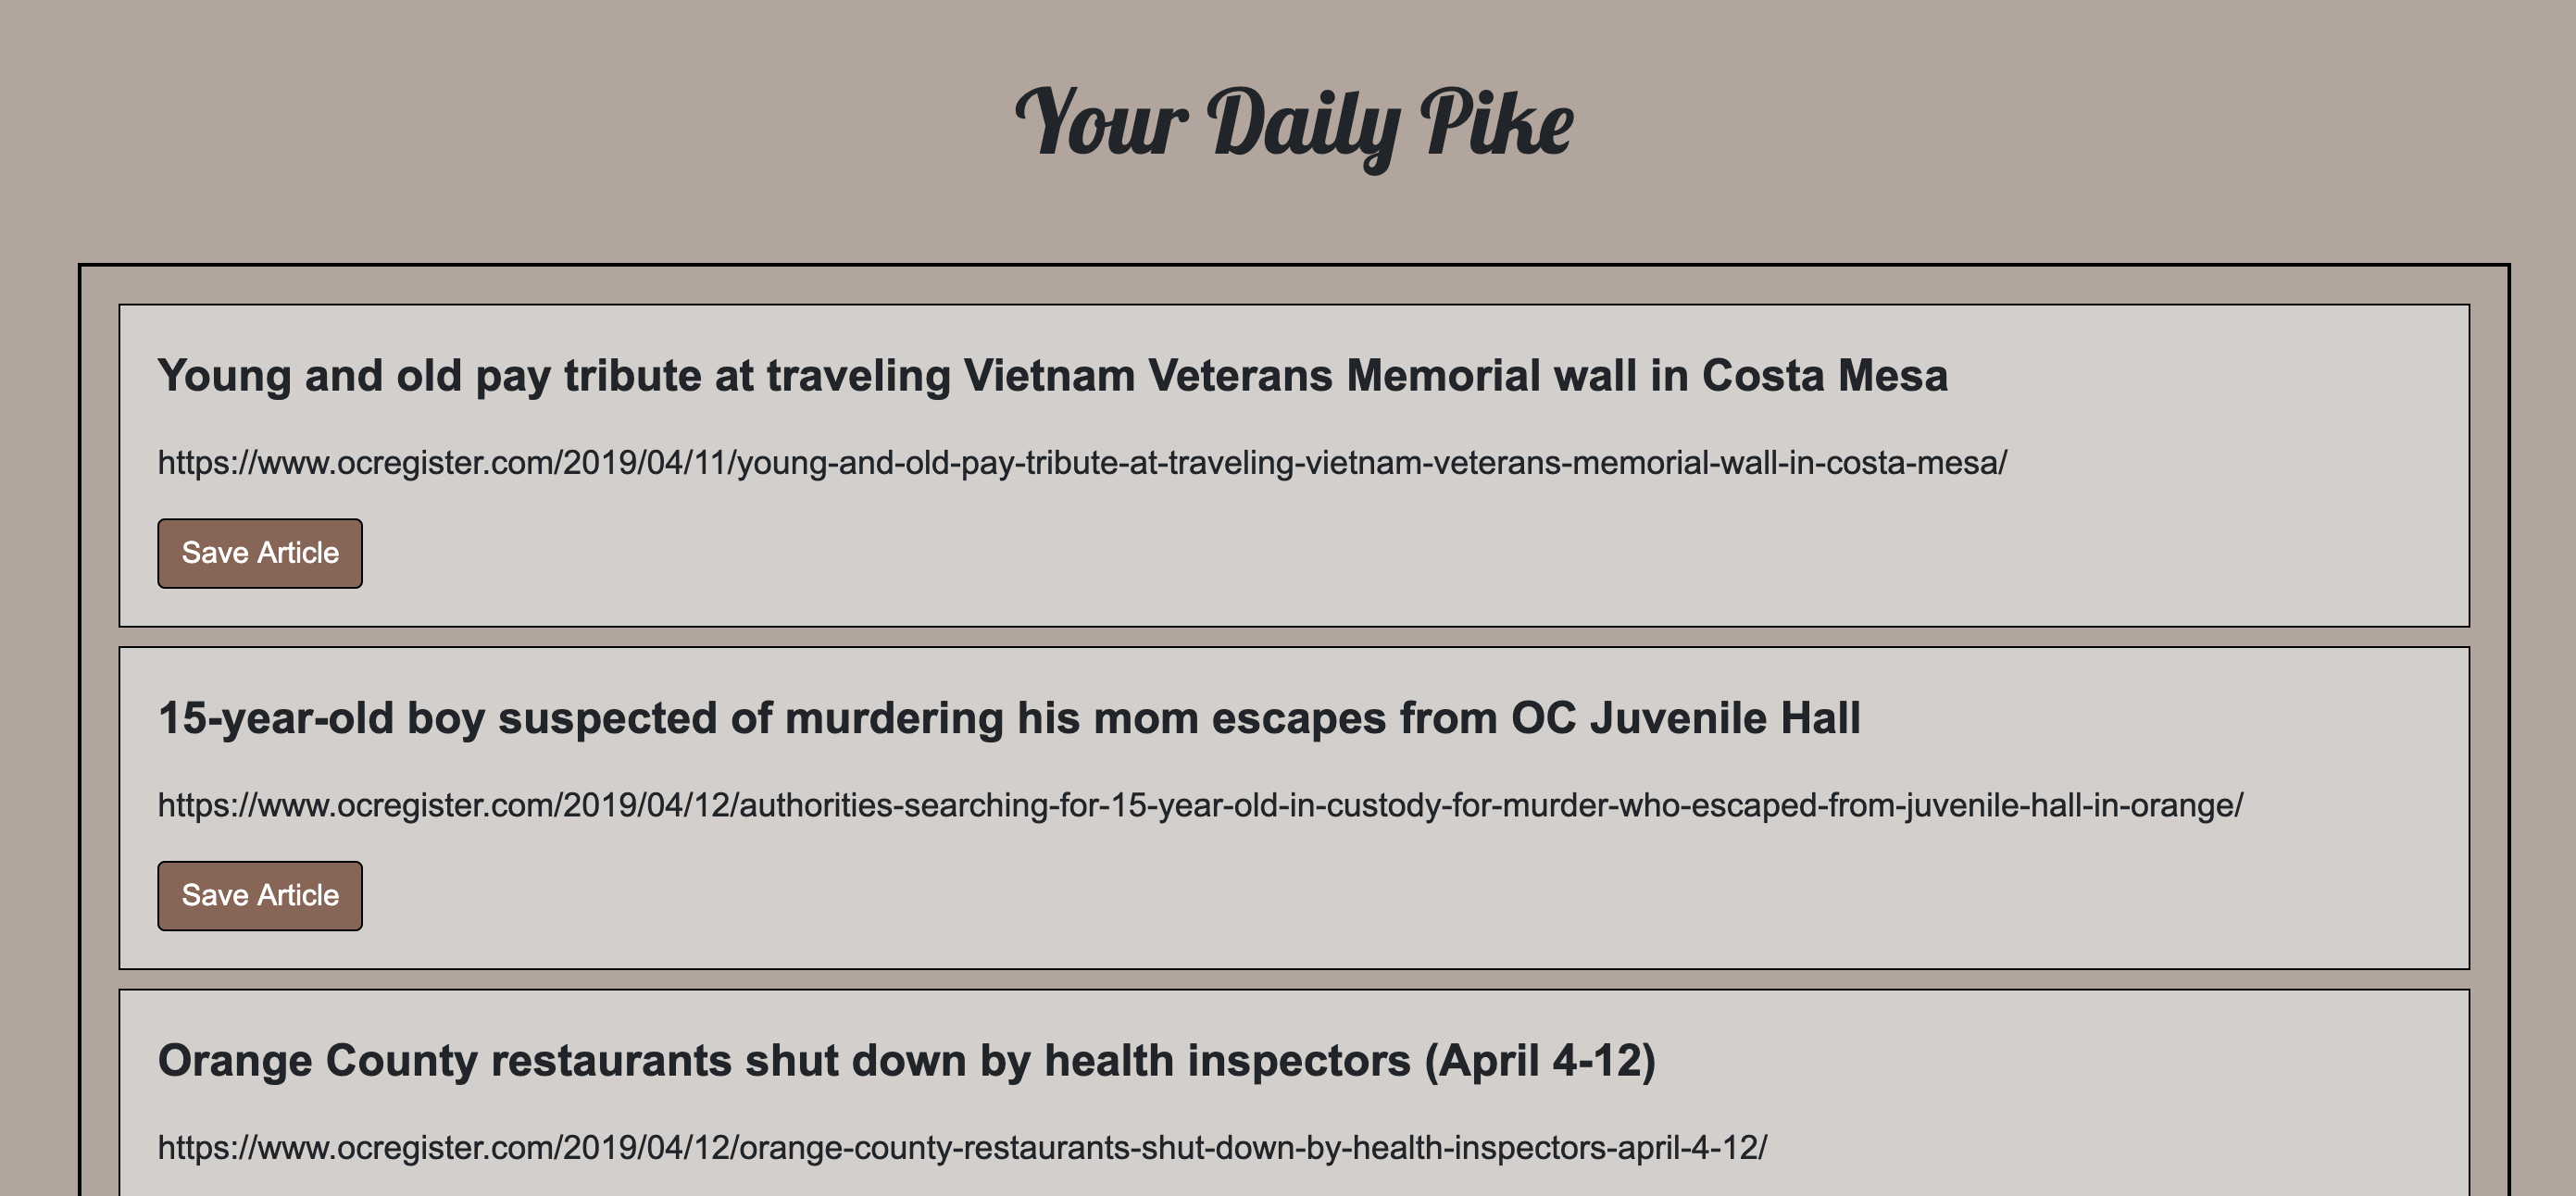 Your Daily Pike
Young and old pay tribute at traveling Vietnam Veterans Memorial wall in Costa Mesa
https://www.ocregister.com/2019/04/11/young-and-old-pay-tribute-at-traveling-vietnam-veterans-memorial-wall-in-costa-mesa/
Save Article
15-year-old boy suspected of murdering his mom escapes from OC Juvenile Hall
https://www.ocregister.com/2019/04/12/authorities-searching-for-15-year-old-in-custody-for-murder-who-escaped-from-juvenile-hall-in-orange/
Save Article
Orange County restaurants shut down by health inspectors (April 4-12)
https://www.ocregister.com/2019/04/12/orange-county-restaurants-shut-down-by-health-inspectors-april-4-12/